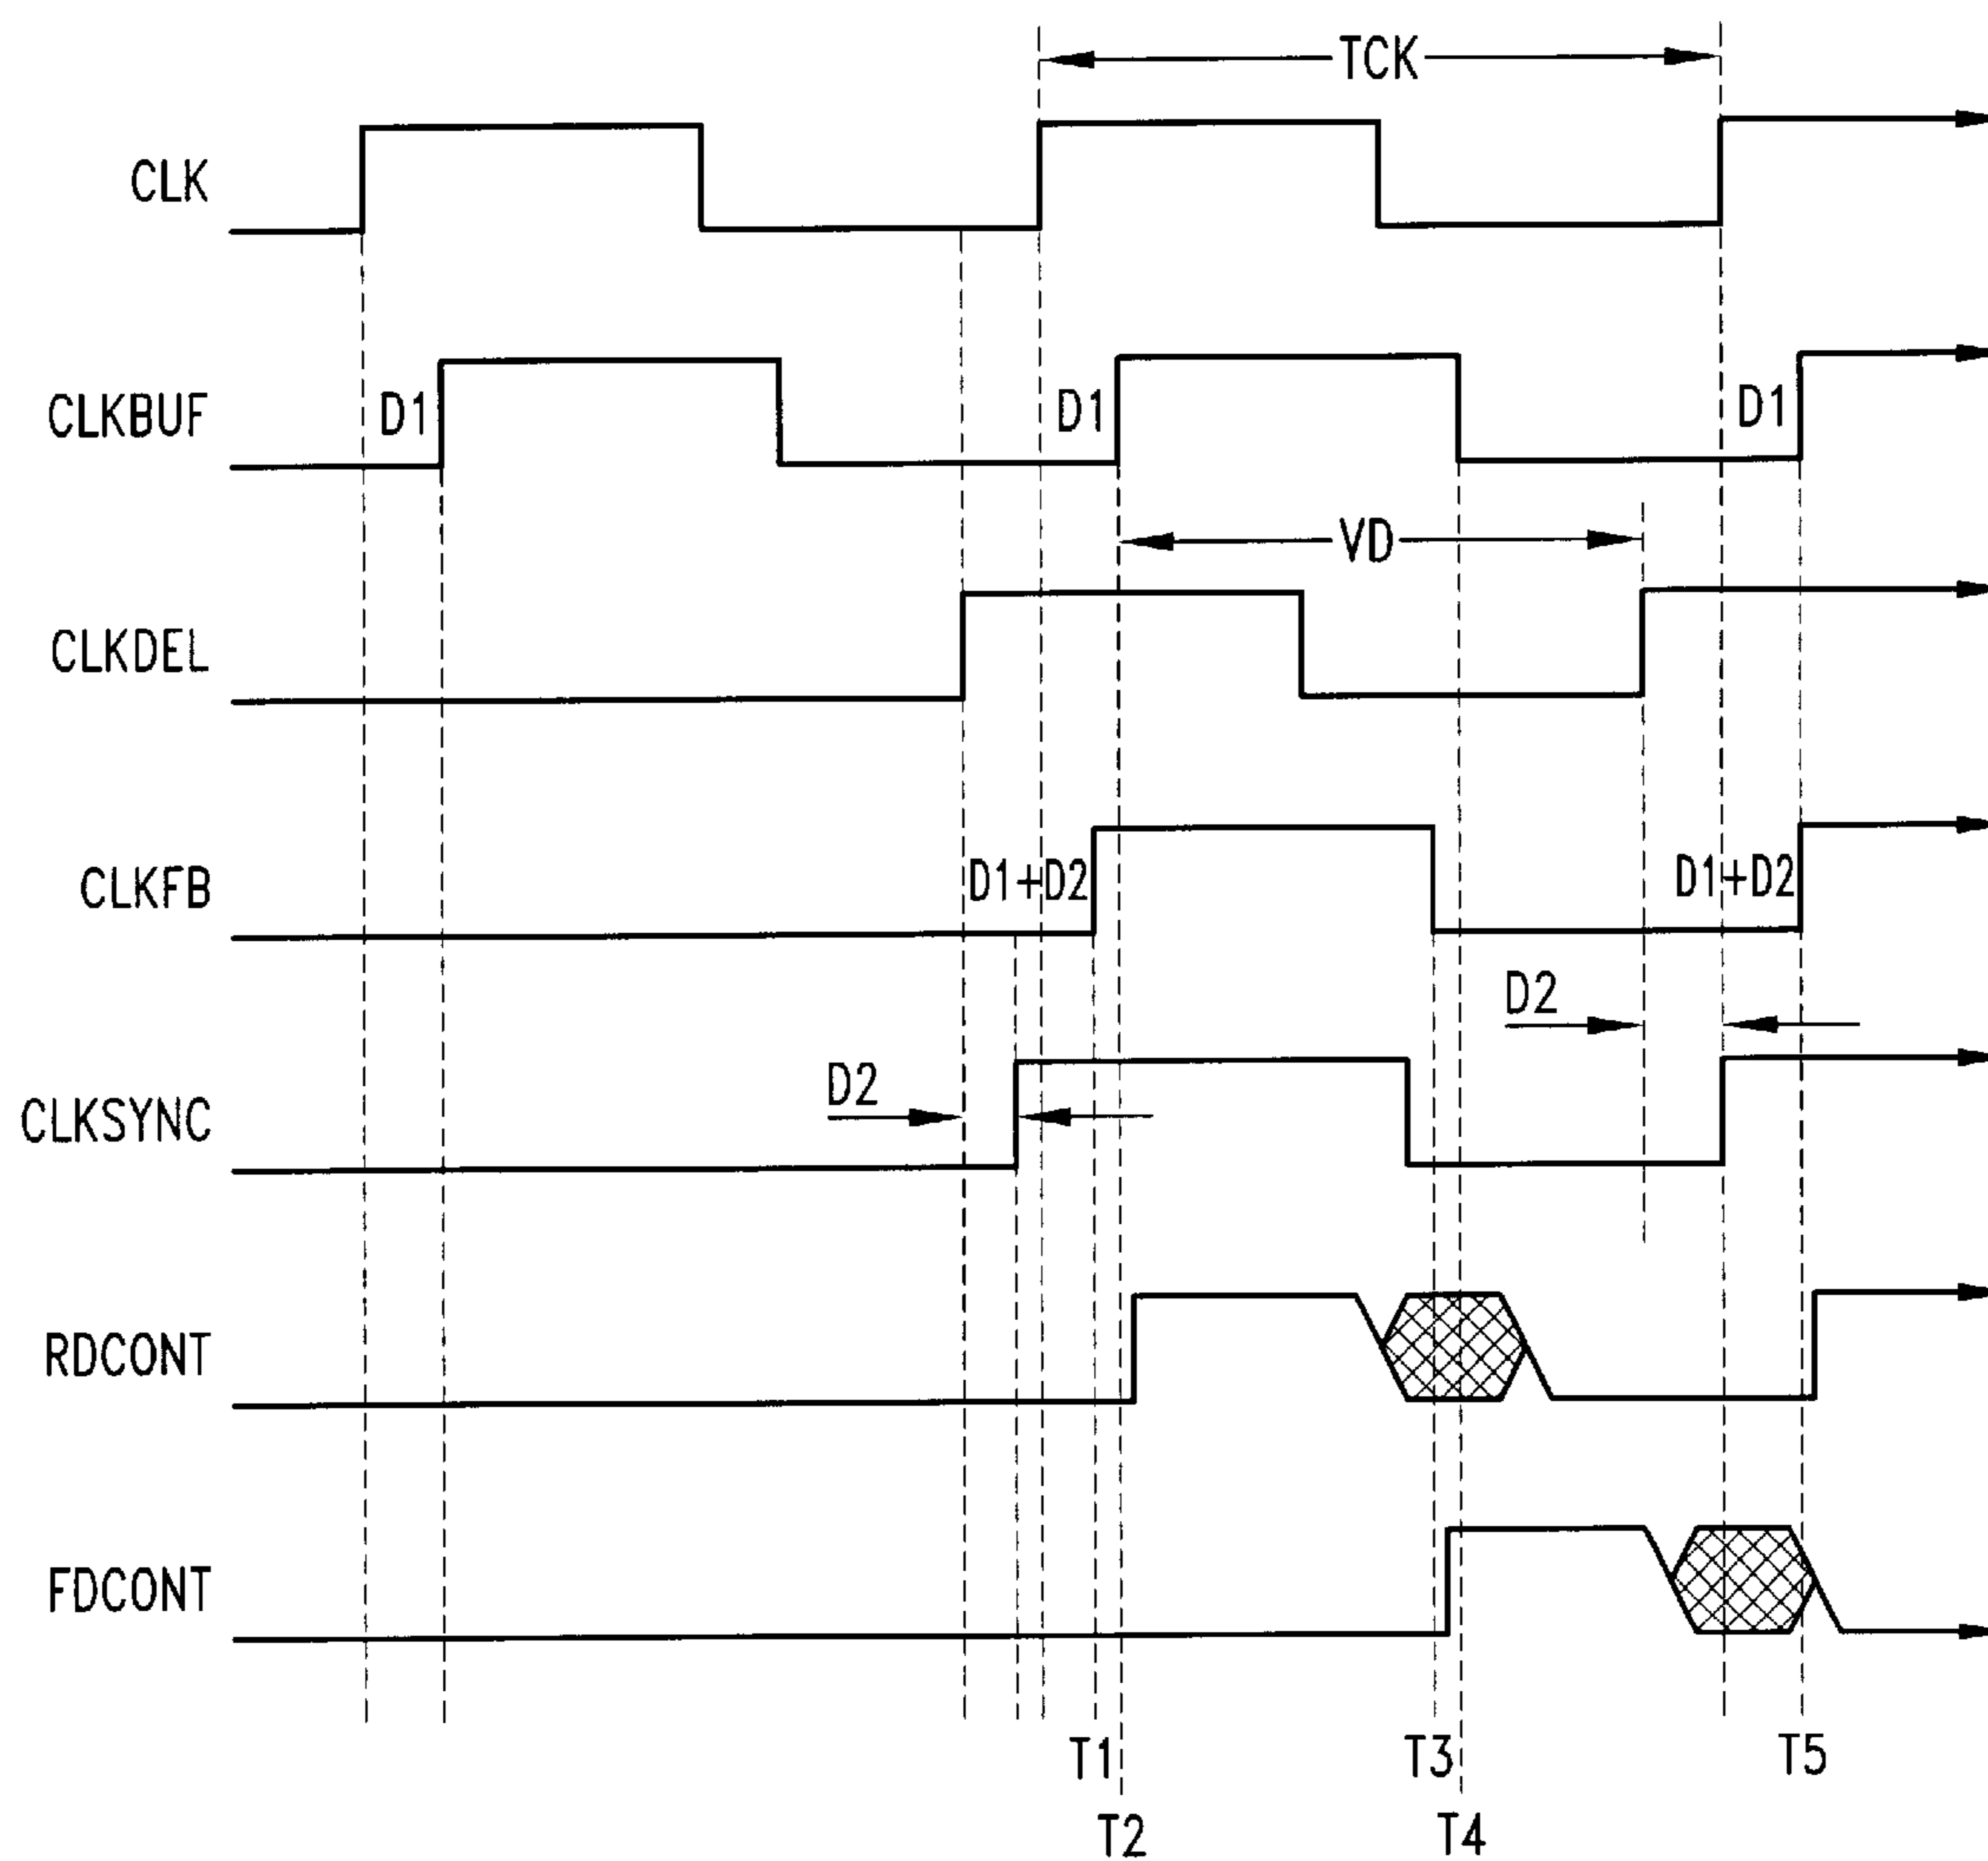 TCK
CLK
CLKBUF D1 D1 D1
VD
CLKDEL
CLKFB D1+D2 D1+D2
D2
CLKSYNC D2
RDCONT
FDCONT
T1 T3 T5
T2 T4